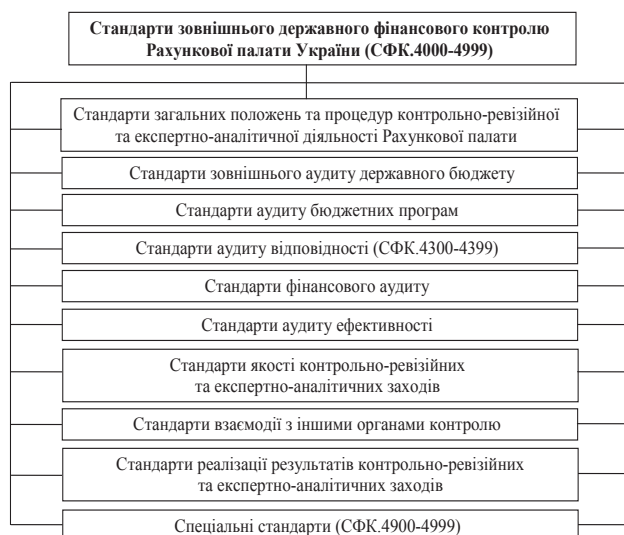 Стандарти зовнішнього державного фінансового контролю
Рахункової палати України (СФК.4000-4999)
Стандарти загальних положень та процедур контрольно-ревізійної
та експертно-аналітичної діяльності Рахункової палати
Стандарти зовнішнього аудиту державного бюджету
Стандарти аудиту бюджетних програм
Стандарти аудиту відповідності (СФК.4300-4399)
Стандарти фінансового аудиту
Стандарти аудиту ефективності
Стандарти якості контрольно-ревізійних
та експертно-аналітичних заходів
Стандарти взаємодії з іншими органами контролю
Стандарти реалізації результатів контрольно-ревізійних
та експертно-аналітичних заходів
Спеціальні стандарти (СФК.4900-4999)